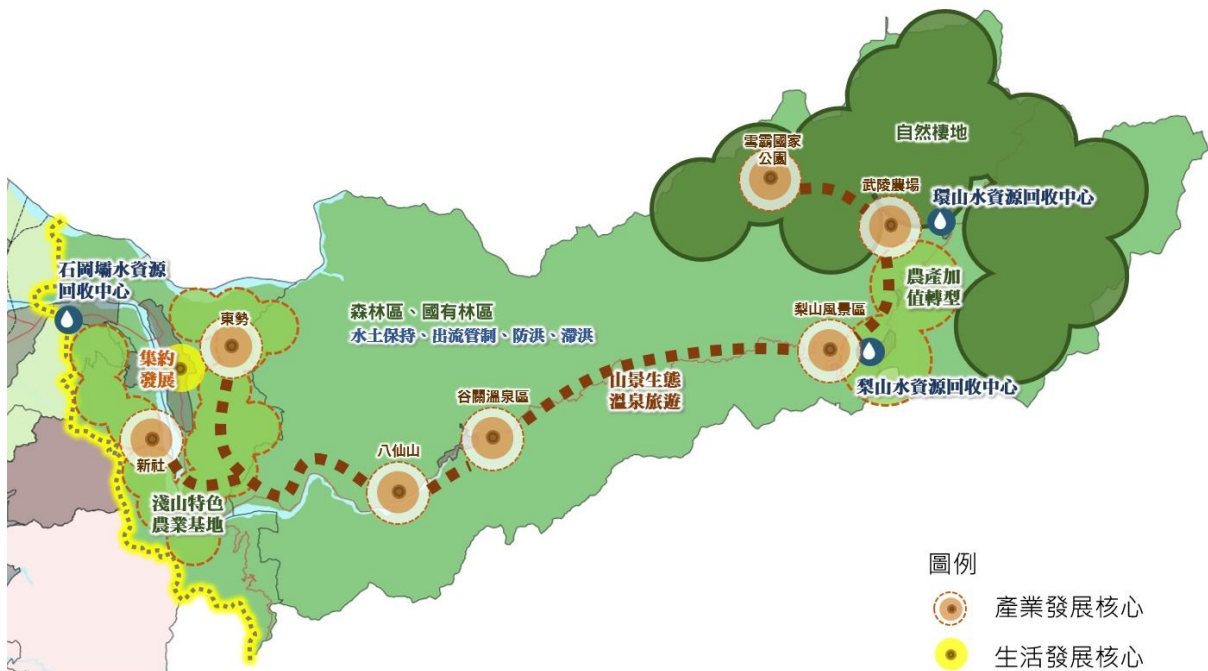 自然棲地
雪霸國家
公園
武陵農場
環山水資源回收中心
石岡壩水資源
回收中心
農產加
值轉型
森林區、國有林區
水土保持、出流管制、防洪、滯洪
梨山風景區
東勢
集約
發展
山景生態
溫泉旅遊
梨山水資源回收中心
谷關溫泉區
八仙山
新社
淺山特色
農業基地
圖例
產業發展核心
生活發展核心